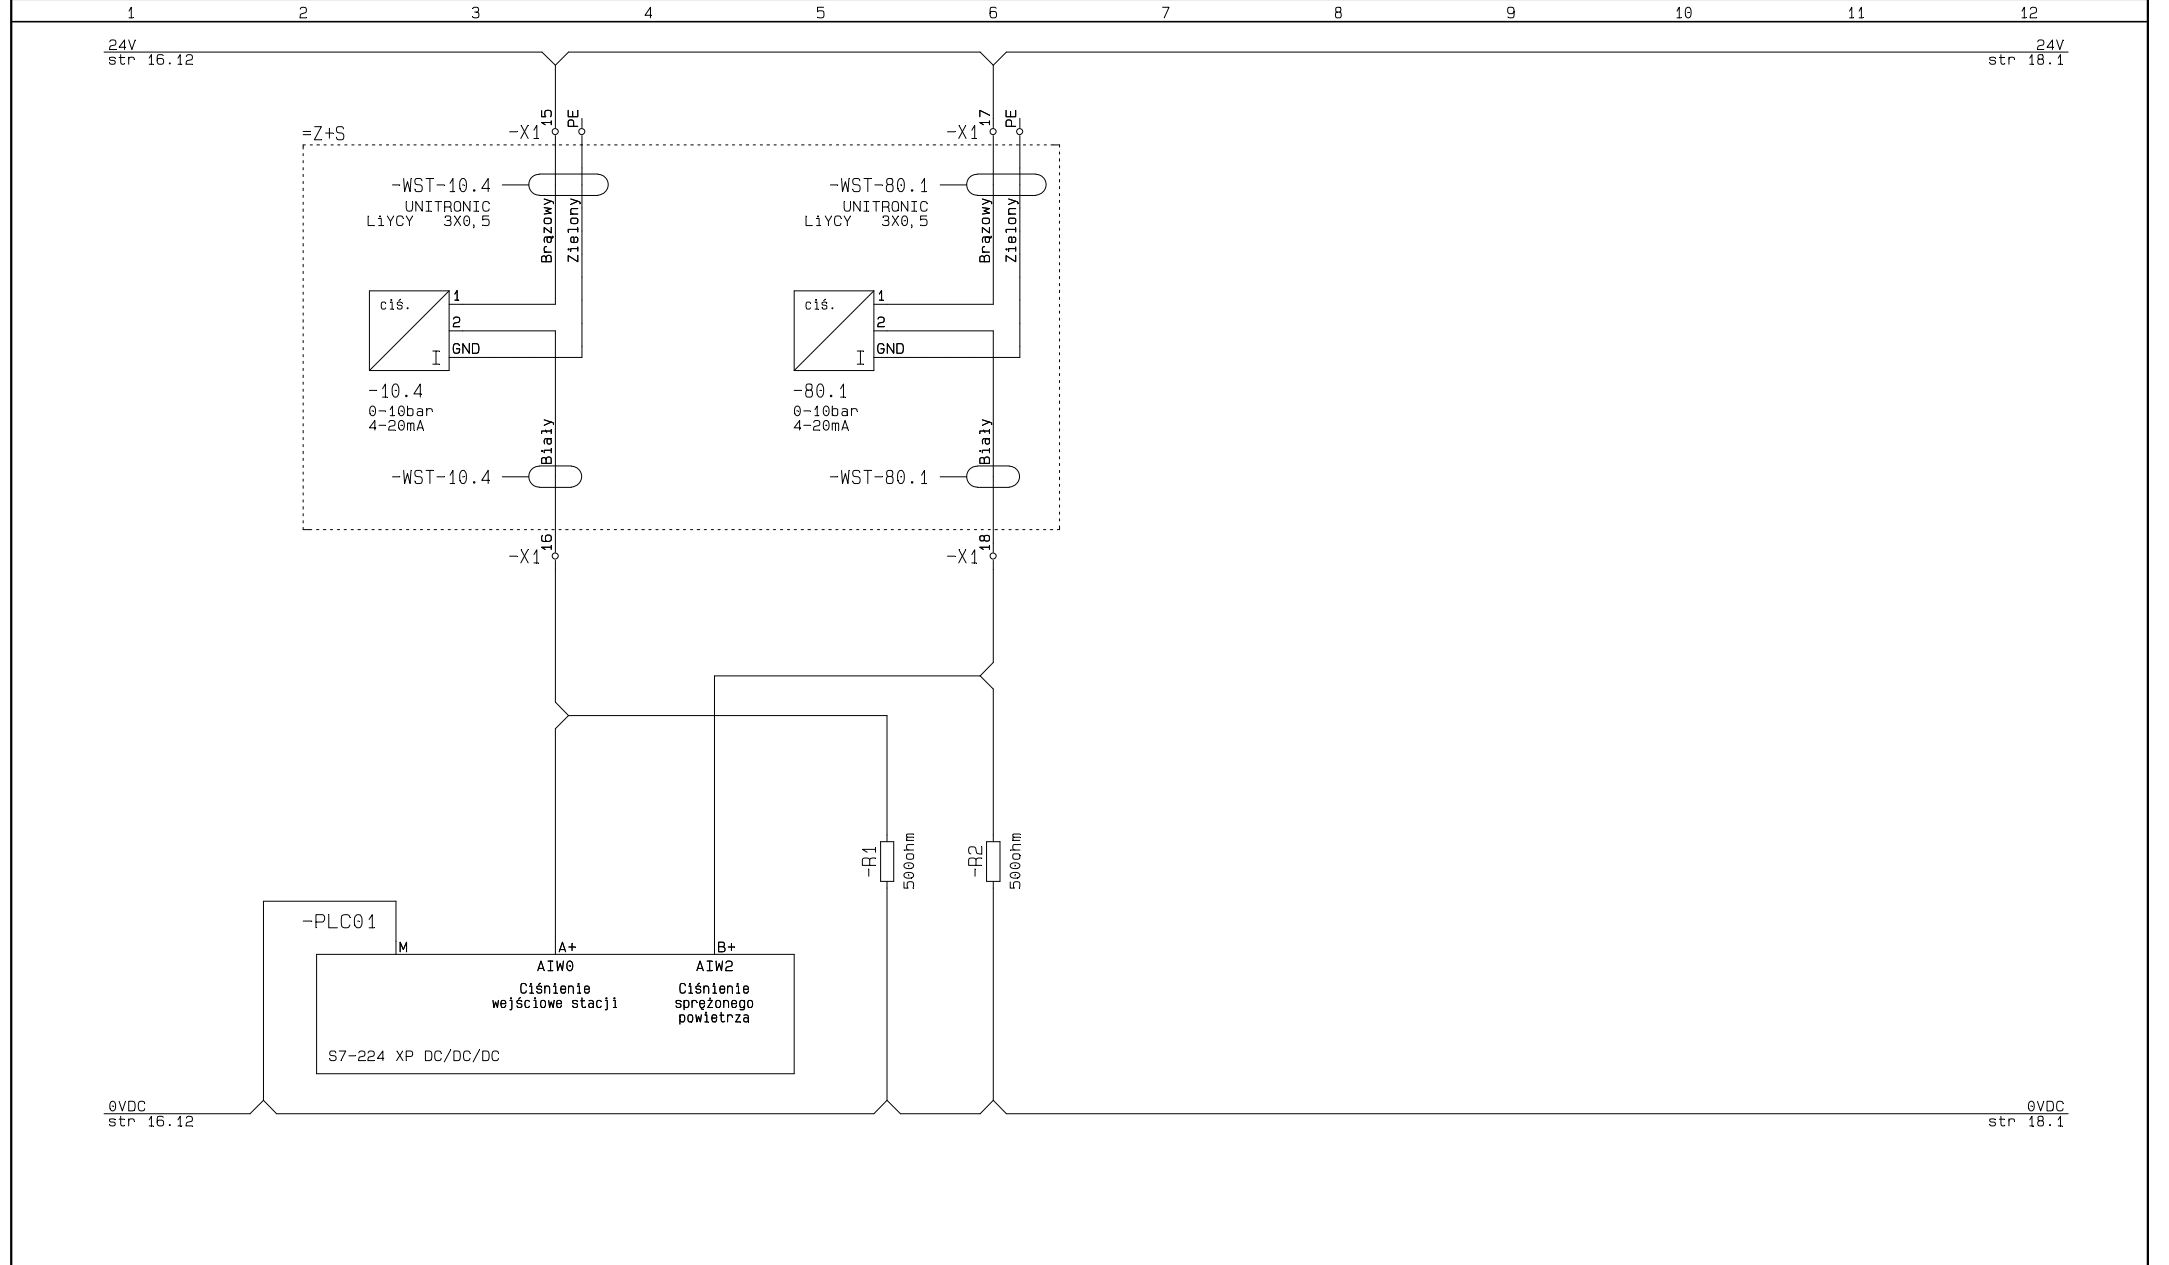 1 2 3 4 5 6 7 8 9 10 11 12
24V 24V
str 16.12 str 18.1
15 PE 17 PE
=Z+S -X1 -X1
-WST-10.4 -WST-80.1
UNITRONIC UNITRONIC
LiYCY 3X0,5 LiYCY 3X0,5
Brązowy Zielony Brązowy Zielony
ciś. 1 ciś. 1
2 2
I GND I GND
-10.4 -80.1
0-10bar 0-10bar
4-20mA 4-20mA
Biały Biały
-WST-10.4 -WST-80.1
16 18
-X1 -X1
-R1 500ohm -R2 500ohm
-PLC01
M A+ B+
AIW0 AIW2
Ciśnienie Ciśnienie
wejściowe stacji sprężonego
powietrza
S7-224 XP DC/DC/DC
0VDC 0VDC
str 16.12 str 18.1